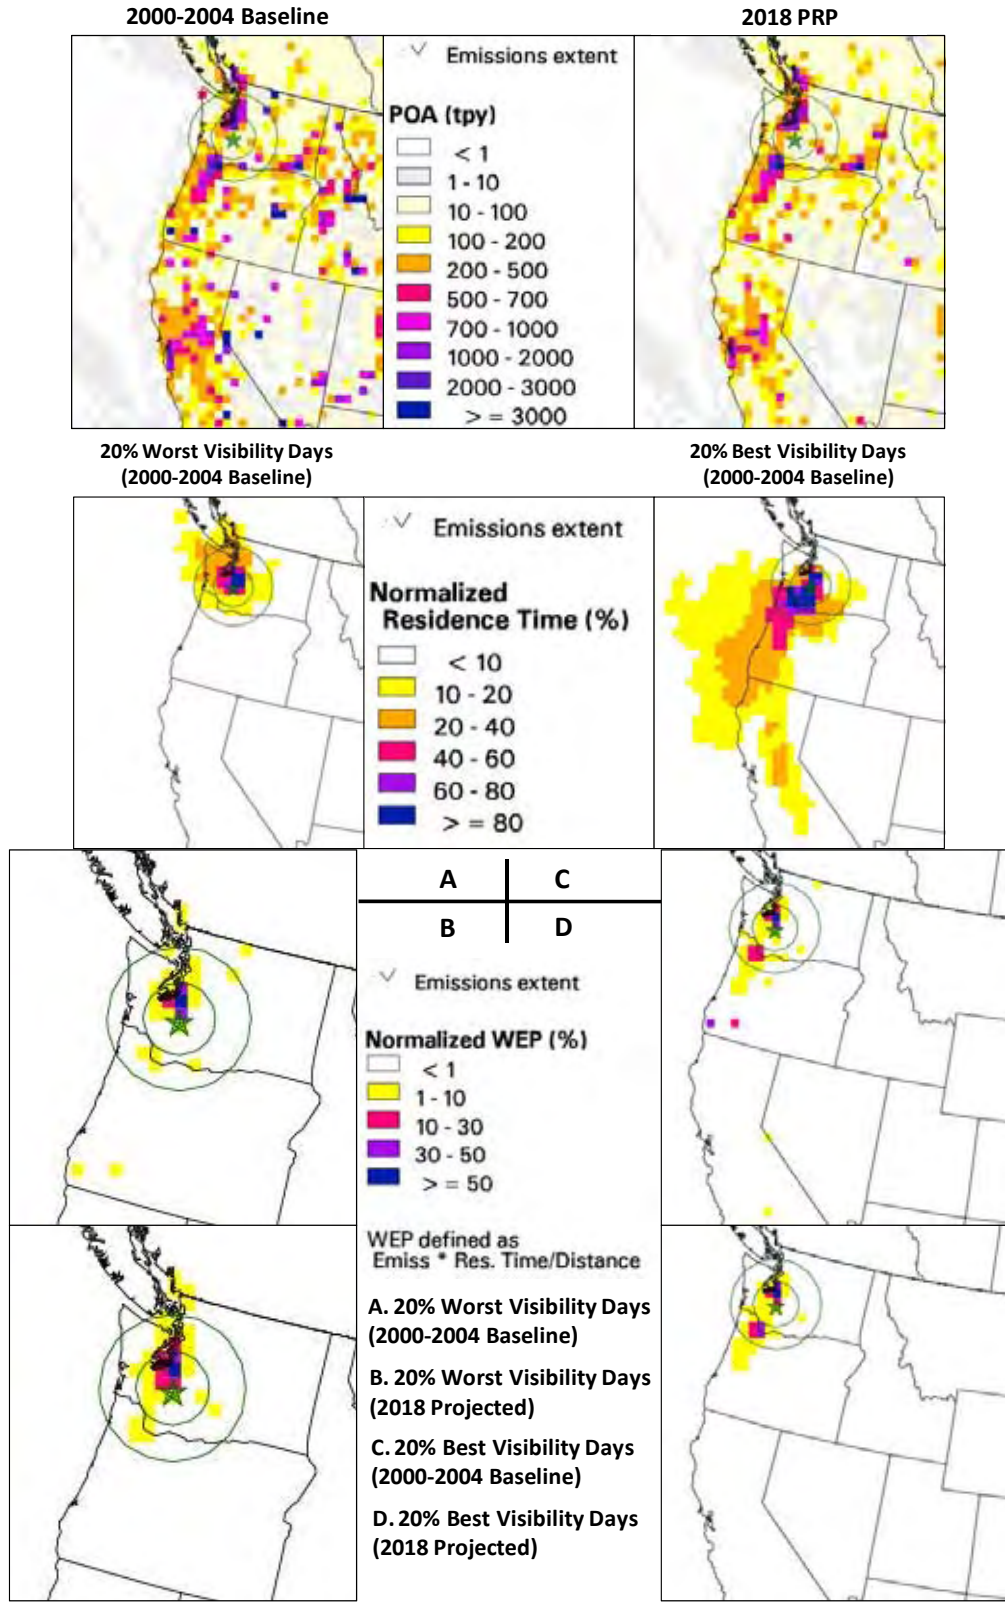 2000-2004 Baseline
2018 PRP
Emissions extent
POA (tpy)
< 1
1 - 10
10 - 100
100 - 200
200 - 500
500 - 700
700 - 1000
1000 - 2000
2000 - 3000
> = 3000
20% Worst Visibility Days
(2000-2004 Baseline)
20% Best Visibility Days
(2000-2004 Baseline)
Emissions extent
Normalized
Residence Time (%)
< 10
10 - 20
20 - 40
40 - 60
60 - 80
> = 80
A C
B D
Emissions extent
Normalized WEP (%)
< 1
1 - 10
10 - 30
30 - 50
> = 50
WEP defined as
Emiss * Res. Time/Distance
A. 20% Worst Visibility Days
(2000-2004 Baseline)
B. 20% Worst Visibility Days
(2018 Projected)
C. 20% Best Visibility Days
(2000-2004 Baseline)
D. 20% Best Visibility Days
(2018 Projected)